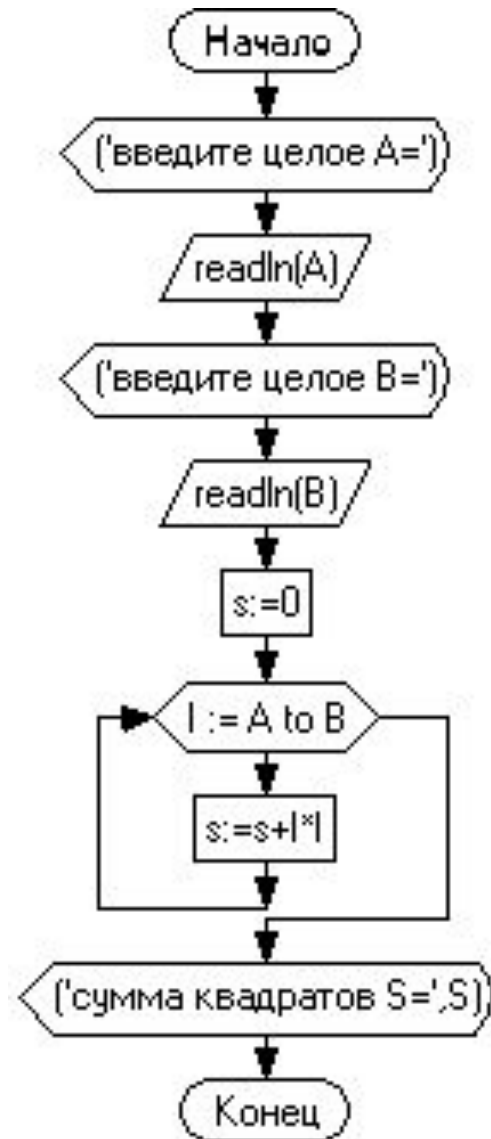 Начало
('введите целое A=')
readln(A)
('введите целое B=')
readln(B)
s:=0
I := A to B
s:=s+I*I
('сумма квадратов S=',S)
Конец